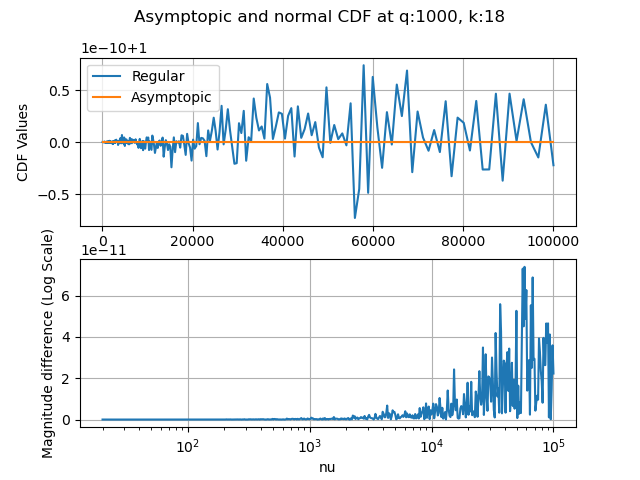 Asymptopic and normal CDF at q:1000, k:18
1e−10+1
Regular
Asymptopic
CDF Values
0.5
0.0
−0.5
0
20000
40000
60000
80000
100000
1e−11
Magnitude difference (Log Scale)
6
4
2
0
10²
10³
10⁴
10⁵
nu